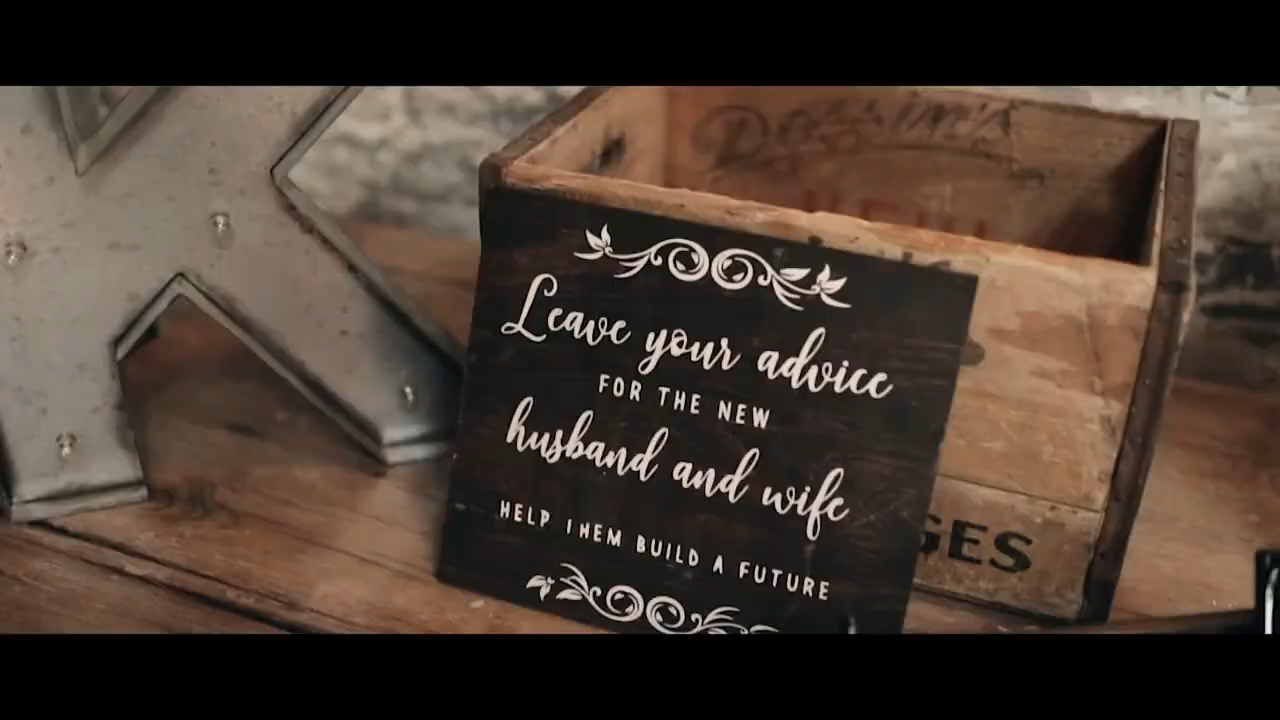 Leave your advice
FOR THE NEW
husband and wife
HELP THEM BUILD A FUTURE
GES